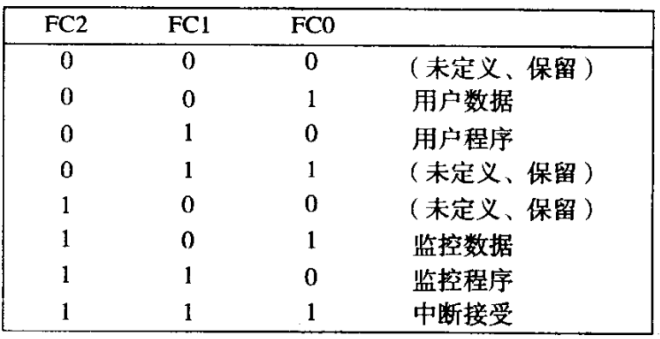 FC2 FC1 FC0
0 0 0 (未定义、保留)
0 0 1 用户数据
0 1 0 用户程序
0 1 1 (未定义、保留)
1 0 0 (未定义、保留)
1 0 1 监控数据
1 1 0 监控程序
1 1 1 中断接受